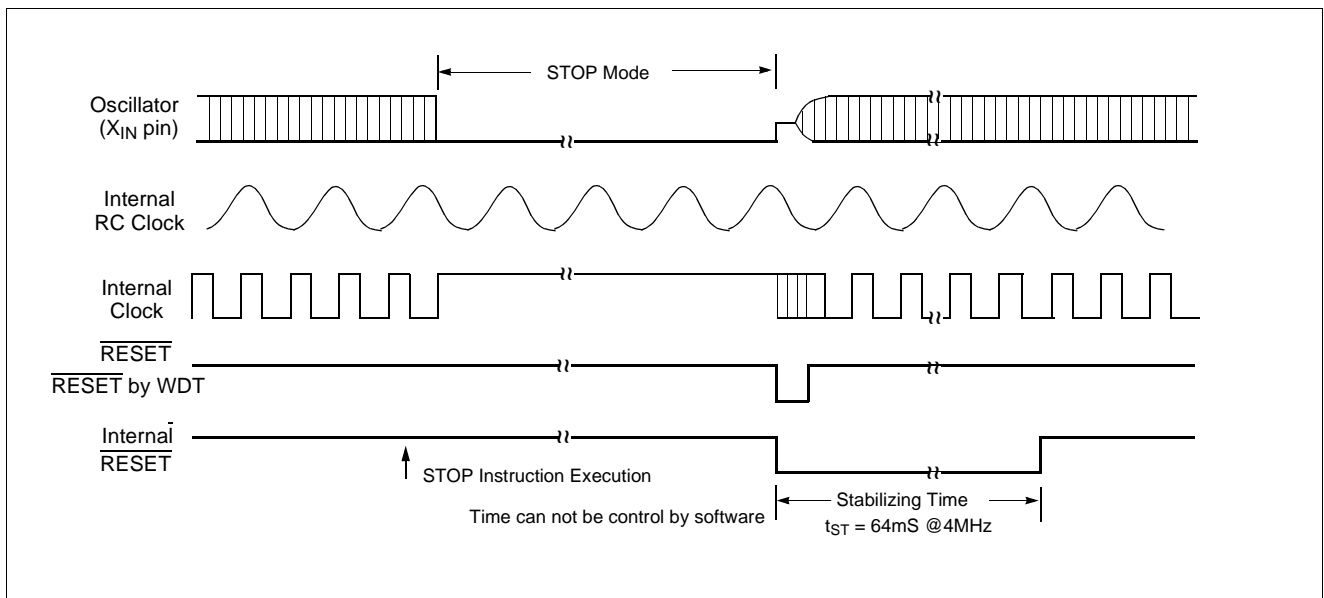 STOP Mode
Oscillator
(XIN pin)
Internal
RC Clock
Internal
Clock
RESET
RESET by WDT
Internal
RESET
STOP Instruction Execution
Time can not be control by software
Stabilizing Time
tST = 64mS @4MHz